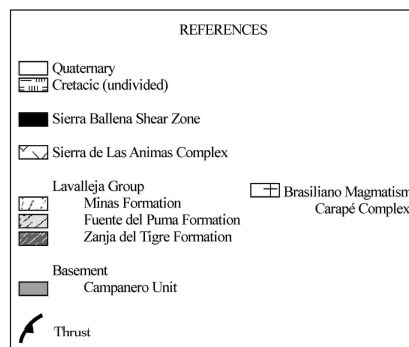 REFERENCES
Quaternary
Cretacic (undivided)
Sierra Ballena Shear Zone
Sierra de Las Animas Complex
Lavalleja Group
Minas Formation
Fuente del Puma Formation
Zanja del Tigre Formation
Brasiliano Magmatism
Carapé Complex
Basement
Campanero Unit
Thrust